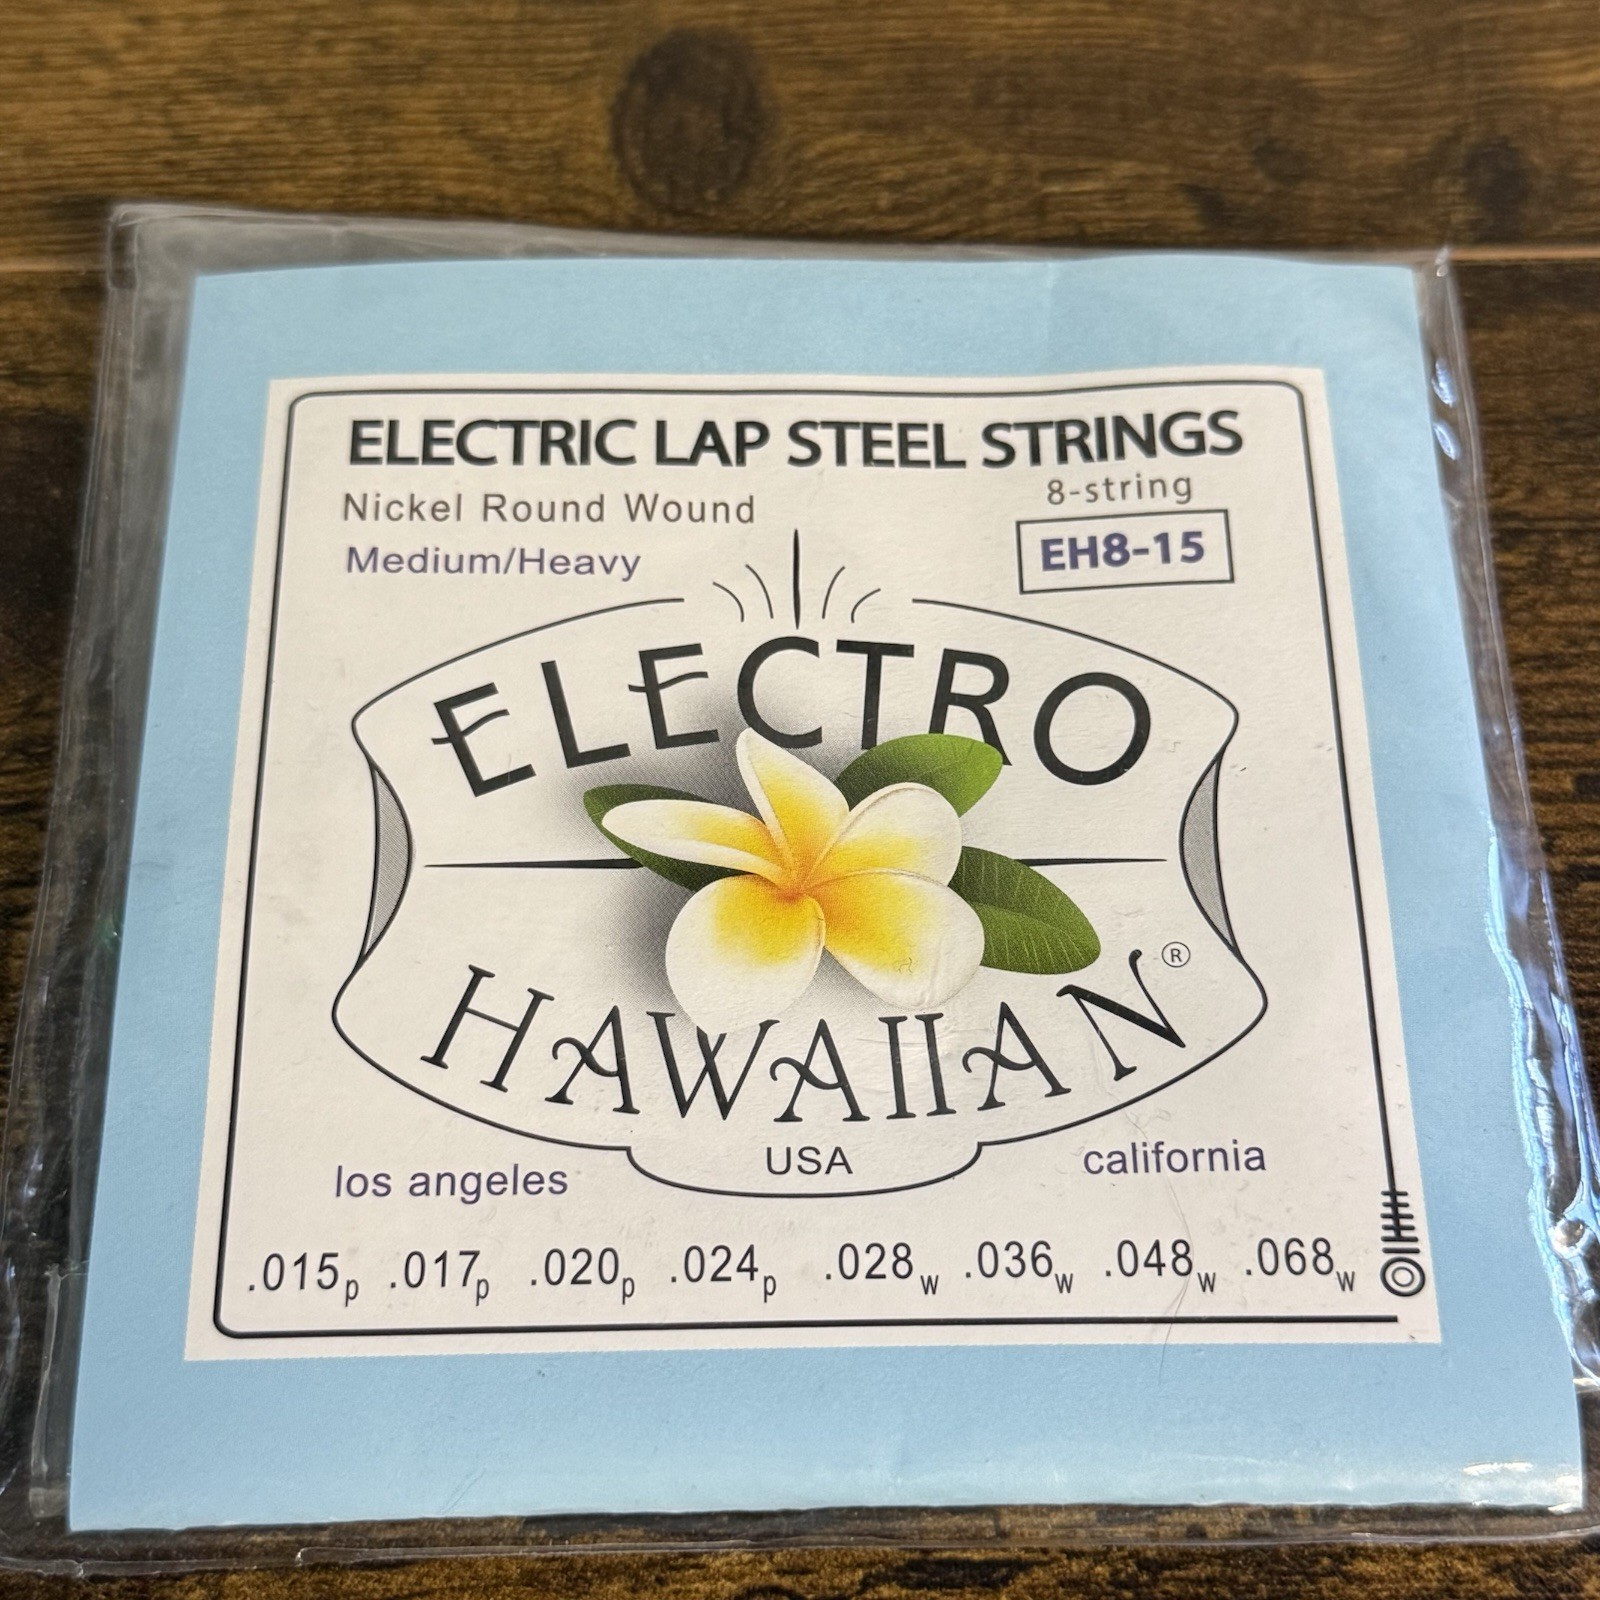 ELECTRIC LAP STEEL STRINGS
Nickel Round Wound
8-string
Medium/Heavy
EH8-15
ELECTRO
HAWAIIAN®
USA
los angeles
california
.015p .017p .020p .024p .028w .036w .048w .068w